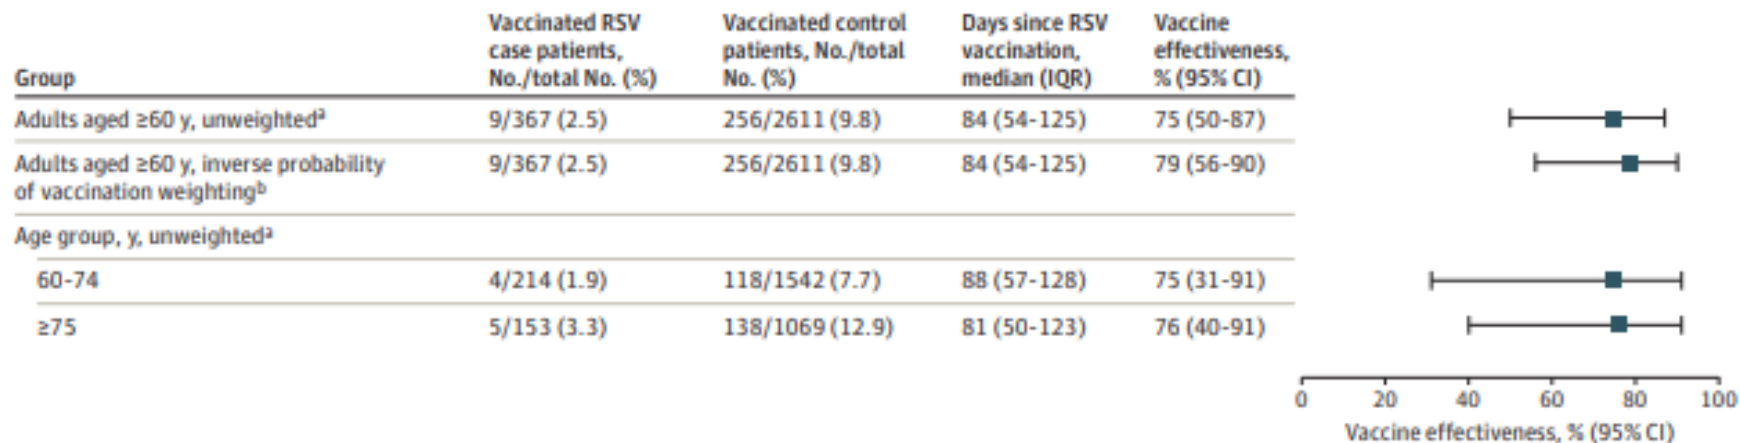 Group
Vaccinated RSV
case patients,
No./total No. (%)
Vaccinated control
patients, No./total
No. (%)
Days since RSV
vaccination,
median (IQR)
Vaccine
effectiveness,
% (95% CI)
Adults aged ≥60 y, unweightedᵃ 9/367 (2.5) 256/2611 (9.8) 84 (54-125) 75 (50-87)
Adults aged ≥60 y, inverse probability 9/367 (2.5) 256/2611 (9.8) 84 (54-125) 79 (56-90)
of vaccination weightingᵇ
Age group, y, unweightedᵃ
60-74 4/214 (1.9) 118/1542 (7.7) 88 (57-128) 75 (31-91)
≥75 5/153 (3.3) 138/1069 (12.9) 81 (50-123) 76 (40-91)
0 20 40 60 80 100
Vaccine effectiveness, % (95% CI)